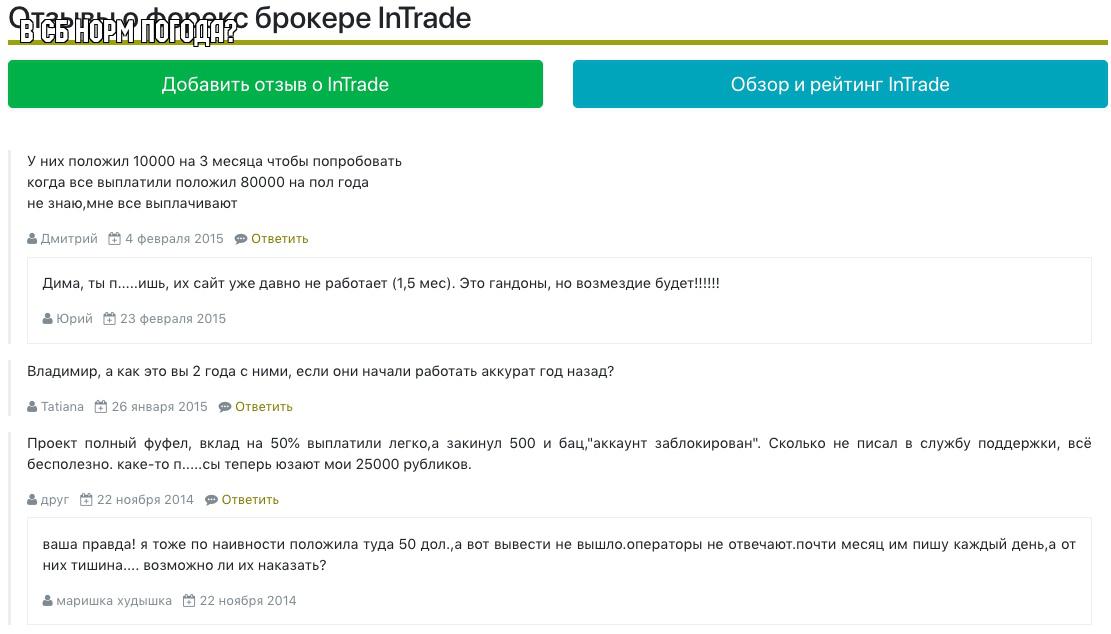 Отзывы о форекс брокере InTrade
В СБ НОРМ ПОГОДА?
Добавить отзыв о InTrade
Обзор и рейтинг InTrade
У них положил 10000 на 3 месяца чтобы попробовать
когда все выплатили положил 80000 на пол года
не знаю,мне все выплачивают
Дмитрий 4 февраля 2015 Ответить
Дима, ты п.....ишь, их сайт уже давно не работает (1,5 мес). Это гандоны, но возмездие будет!!!!!!
Юрий 23 февраля 2015
Владимир, а как это вы 2 года с ними, если они начали работать аккурат год назад?
Tatiana 26 января 2015 Ответить
Проект полный фуфел, вклад на 50% выплатили легко,а закинул 500 и бац,"аккаунт заблокирован". Сколько не писал в службу поддержки, всё
бесполезно. каке-то п.....сы теперь юзают мои 25000 рубликов.
друг 22 ноября 2014 Ответить
ваша правда! я тоже по наивности положила туда 50 дол.,а вот вывести не вышло.операторы не отвечают.почти месяц им пишу каждый день,а от
них тишина.... возможно ли их наказать?
маришка худышка 22 ноября 2014